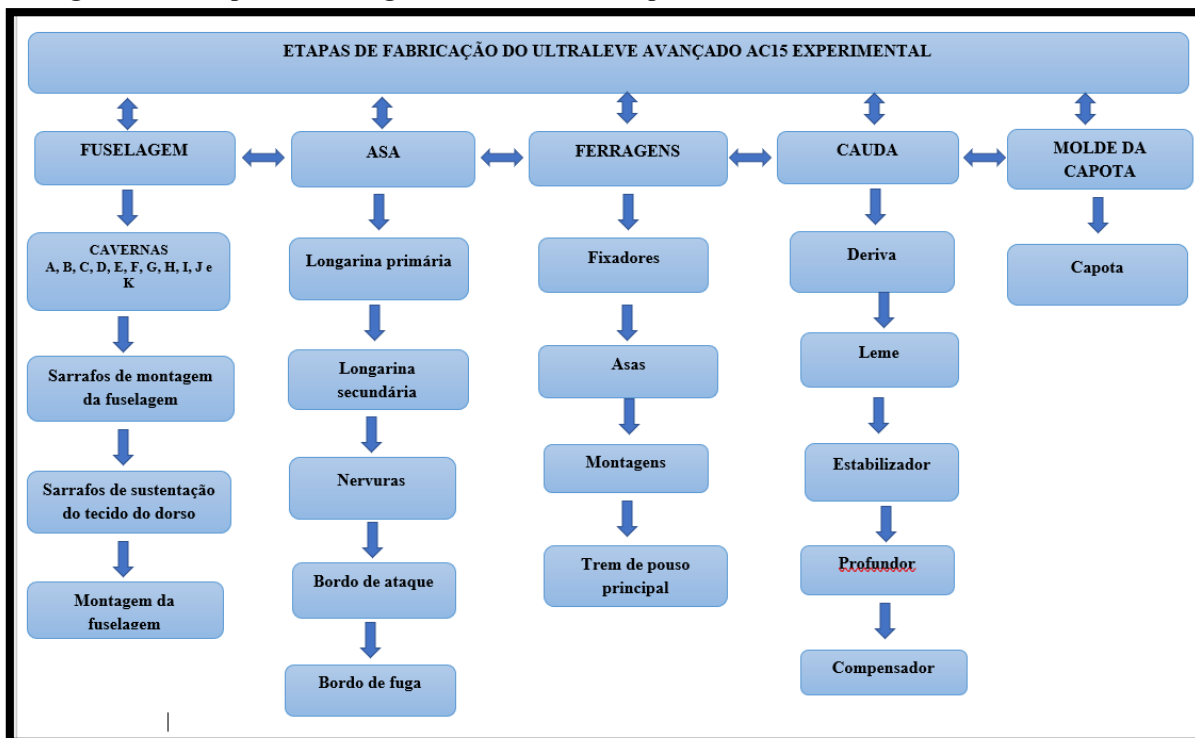 ETAPAS DE FABRICAÇÃO DO ULTRALEVE AVANÇADO AC15 EXPERIMENTAL
FUSELAGEM
ASA
FERRAGENS
CAUDA
MOLDE DA
CAPOTA
CAVERNAS
A, B, C, D, E, F, G, H, I, J e
K
Sarrafos de montagem
da fuselagem
Sarrafos de sustentação
do tecido do dorso
Montagem da
fuselagem
Longarina primária
Longarina
secundária
Nervuras
Bordo de ataque
Bordo de fuga
Fixadores
Asas
Montagens
Trem de pouso
principal
Deriva
Leme
Estabilizador
Profundor
Compensador
Capota